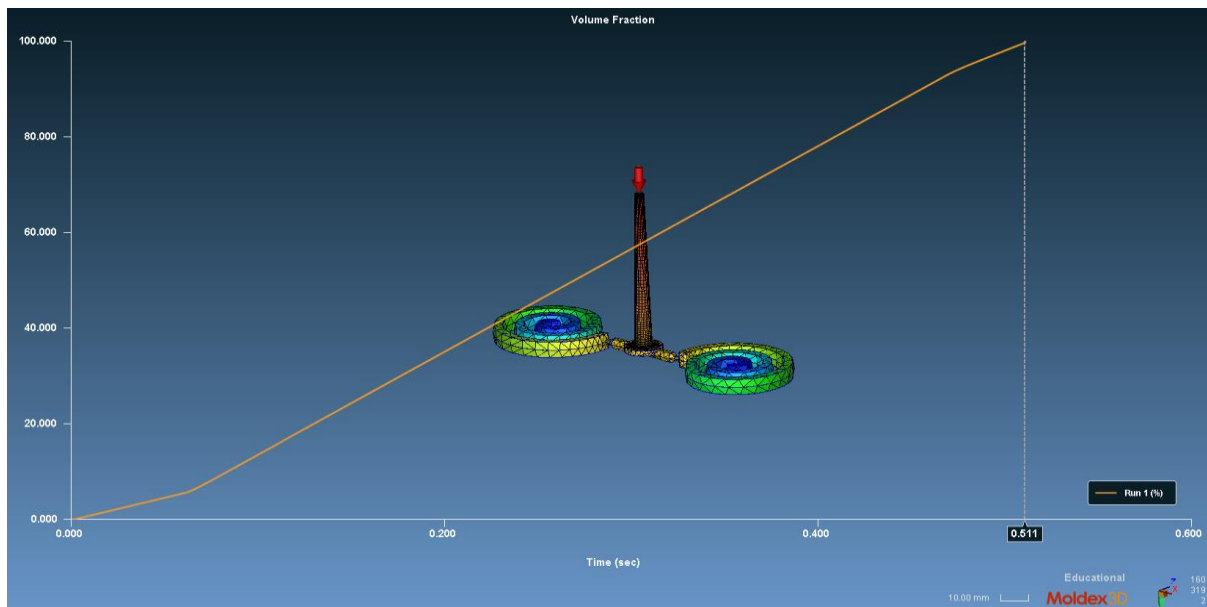 Volume Fraction
100.000
80.000
60.000
40.000
20.000
0.000
0.000 0.200 0.400 0.511 0.600
Time (sec)
Run 1 (%)
Educational
Moldex3D
10.00 mm
160
319
2